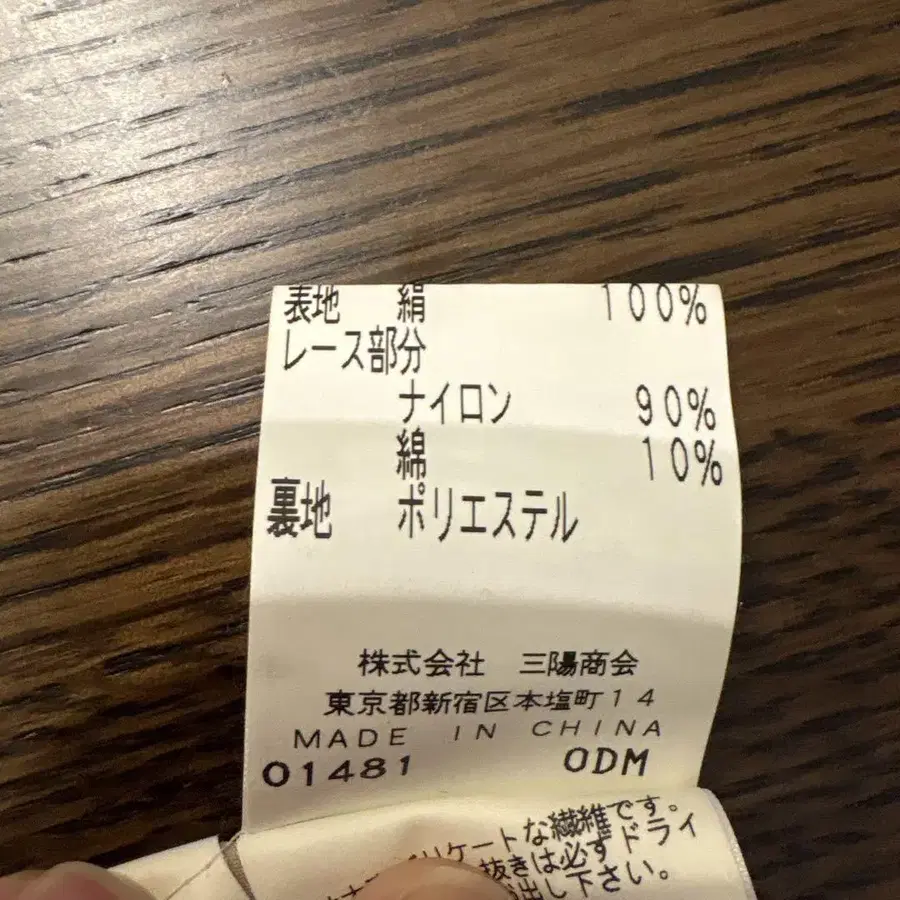 表地 絹 100%
レース部分
ナイロン 90%
綿 10%
裏地 ポリエステル
株式会社 三陽商会
東京都新宿区本塩町14
MADE IN CHINA
01481 ODM
リケートな繊維です。
抜きは必ずドライ
出し下さい。